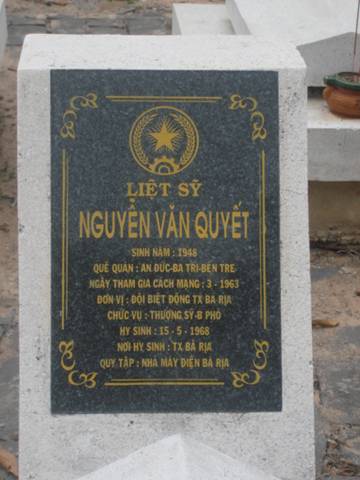 LIỆT SỸ
NGUYỄN VĂN QUYẾT
SINH NĂM : 1948
QUÊ QUÁN : AN ĐỨC-BA TRI-BẾN TRE
NGÀY THAM GIA CÁCH MẠNG : 3 - 1963
ĐƠN VỊ : ĐỘI BIỆT ĐỘNG TX BÀ RỊA
CHỨC VỤ : THƯỢNG SỸ-B PHÓ
HY SINH : 15 - 5 - 1968
NƠI HY SINH : TX BÀ RỊA
QUY TẬP : NHÀ MÁY ĐIỆN BÀ RỊA